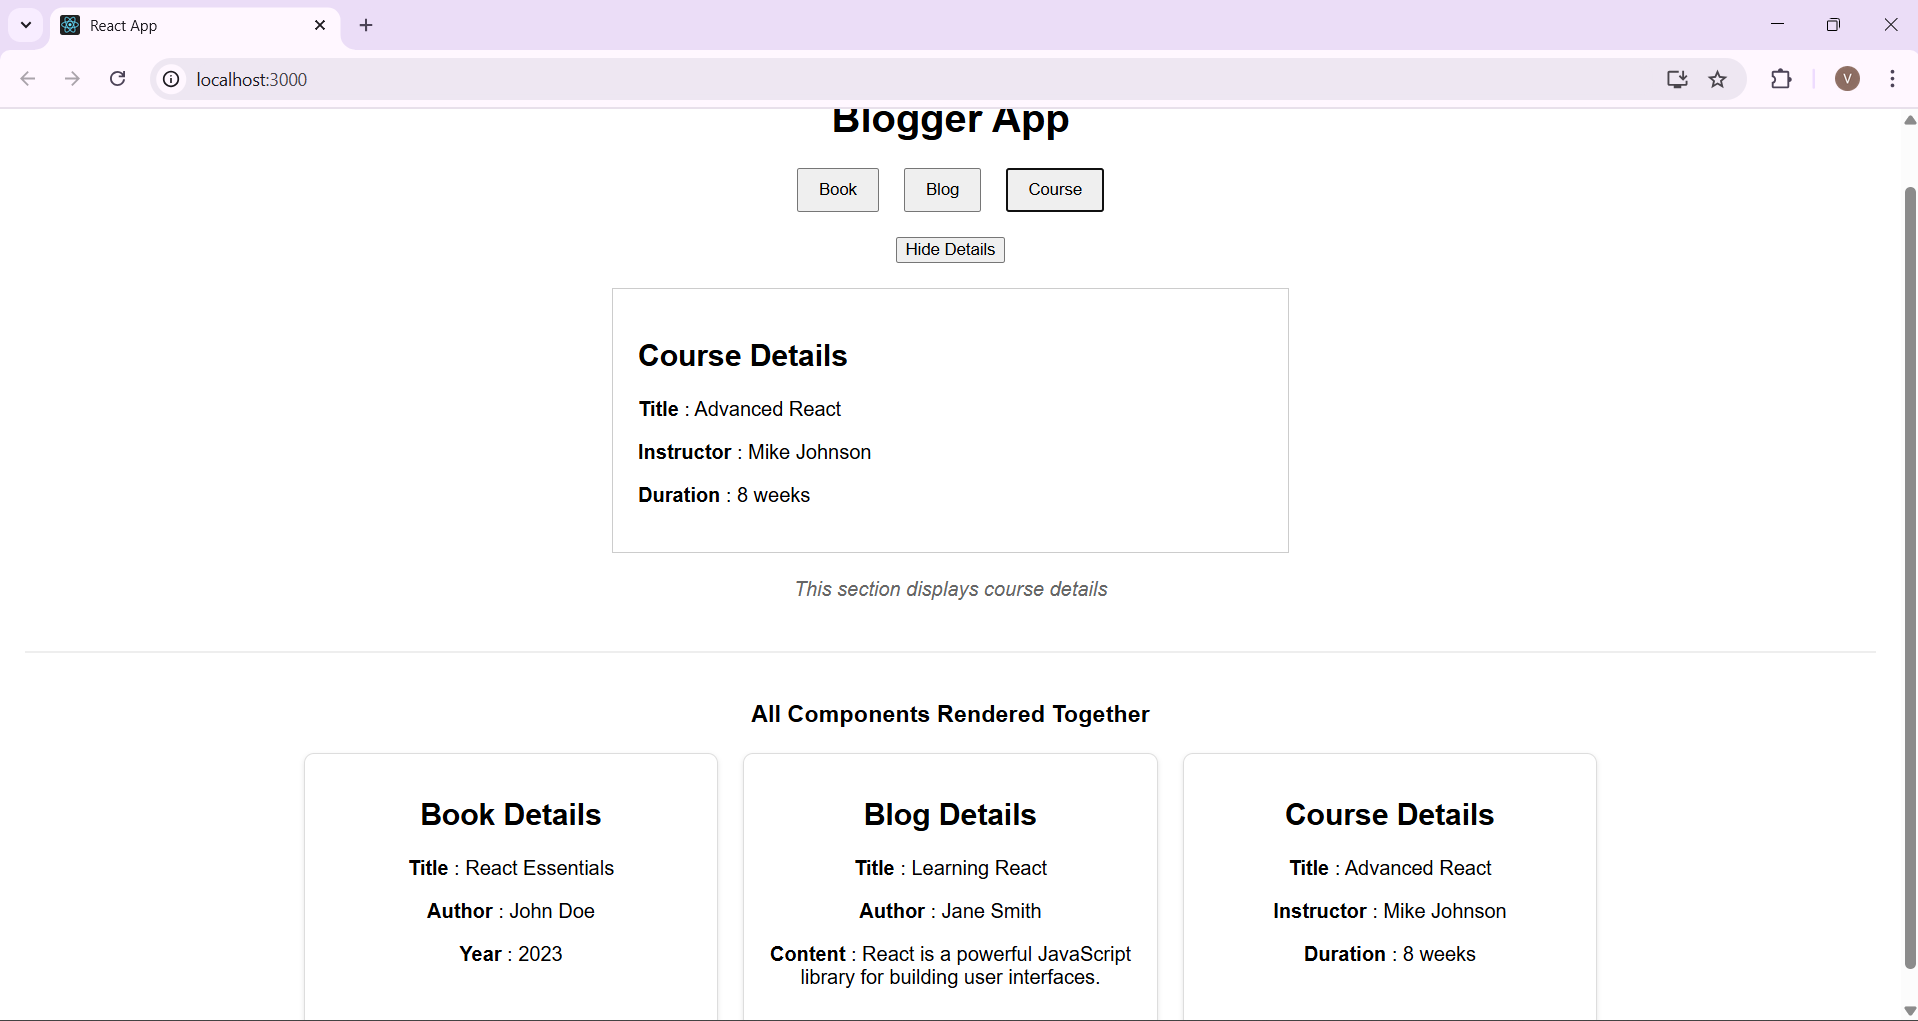 React App
localhost:3000
V
Blogger App
Book Blog Course
Hide Details
Course Details
Title : Advanced React
Instructor : Mike Johnson
Duration : 8 weeks
This section displays course details
All Components Rendered Together
Book Details
Title : React Essentials
Author : John Doe
Year : 2023
Blog Details
Title : Learning React
Author : Jane Smith
Content : React is a powerful JavaScript
library for building user interfaces.
Course Details
Title : Advanced React
Instructor : Mike Johnson
Duration : 8 weeks